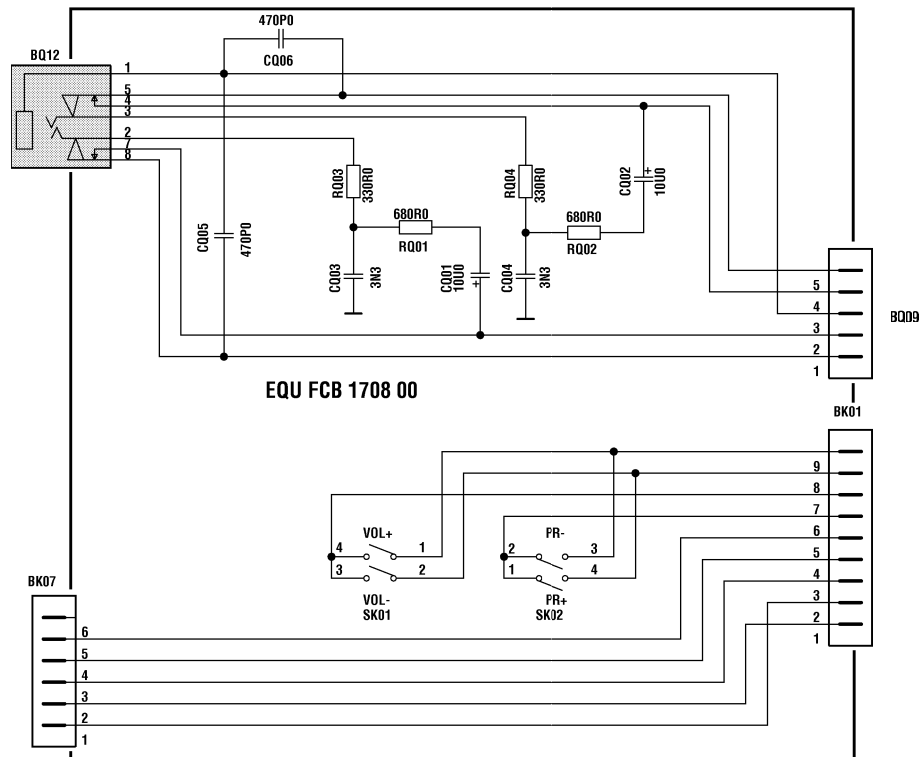 470P0
CQ06
BQ12
1
5
4
3
2
7
8
RQ03
330R0
RQ04
330R0
CQ02
+
10U0
CQ05
470P0
680R0
RQ01
680R0
RQ02
CQ03
3N3
CQ01
10U0
+
CQ04
3N3
5
4
3
2
1
BQ09
EQU FCB 1708 00
BK01
9
8
7
6
5
4
3
2
1
VOL+
4
1
3
2
VOL-
SK01
PR-
2
3
1
4
PR+
SK02
BK07
6
5
4
3
2
1